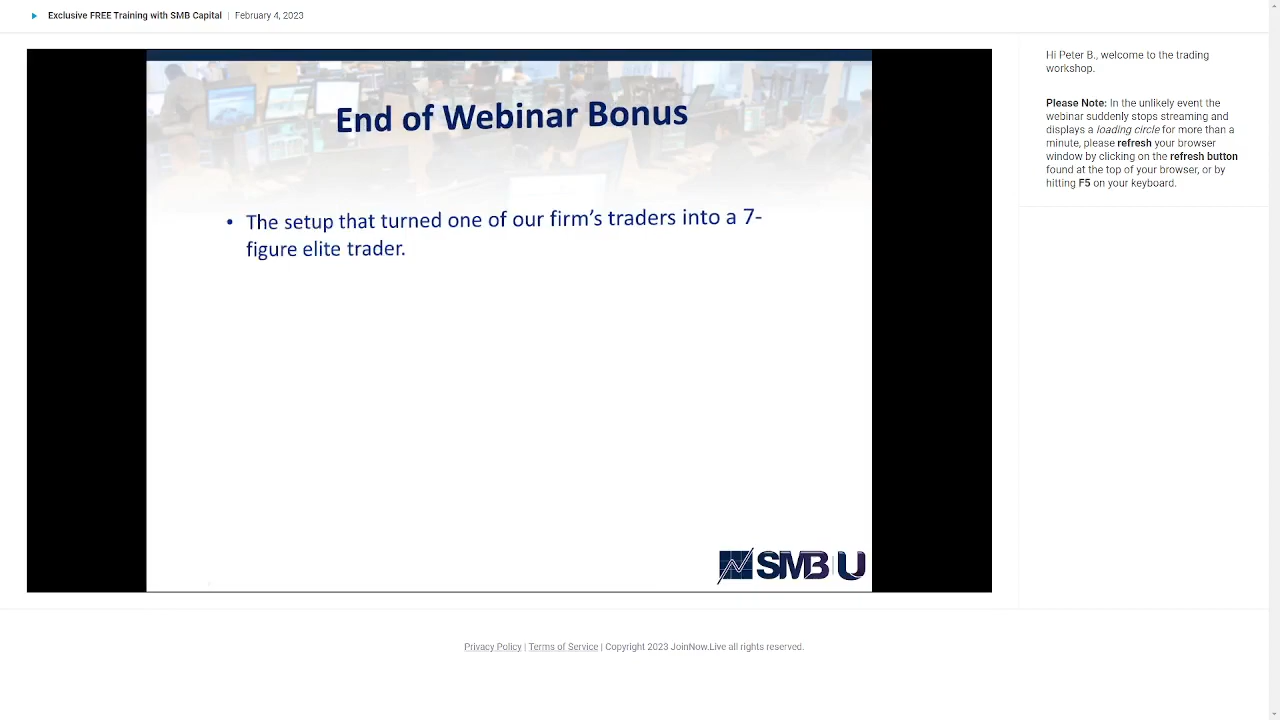 Exclusive FREE Training with SMB Capital | February 4, 2023
End of Webinar Bonus
• The setup that turned one of our firm's traders into a 7-
figure elite trader.
SMB U
Hi Peter B., welcome to the trading
workshop.
Please Note: In the unlikely event the
webinar suddenly stops streaming and
displays a loading circle for more than a
minute, please refresh your browser
window by clicking on the refresh button
found at the top of your browser, or by
hitting F5 on your keyboard.
Privacy Policy | Terms of Service | Copyright 2023 JoinNow.Live all rights reserved.